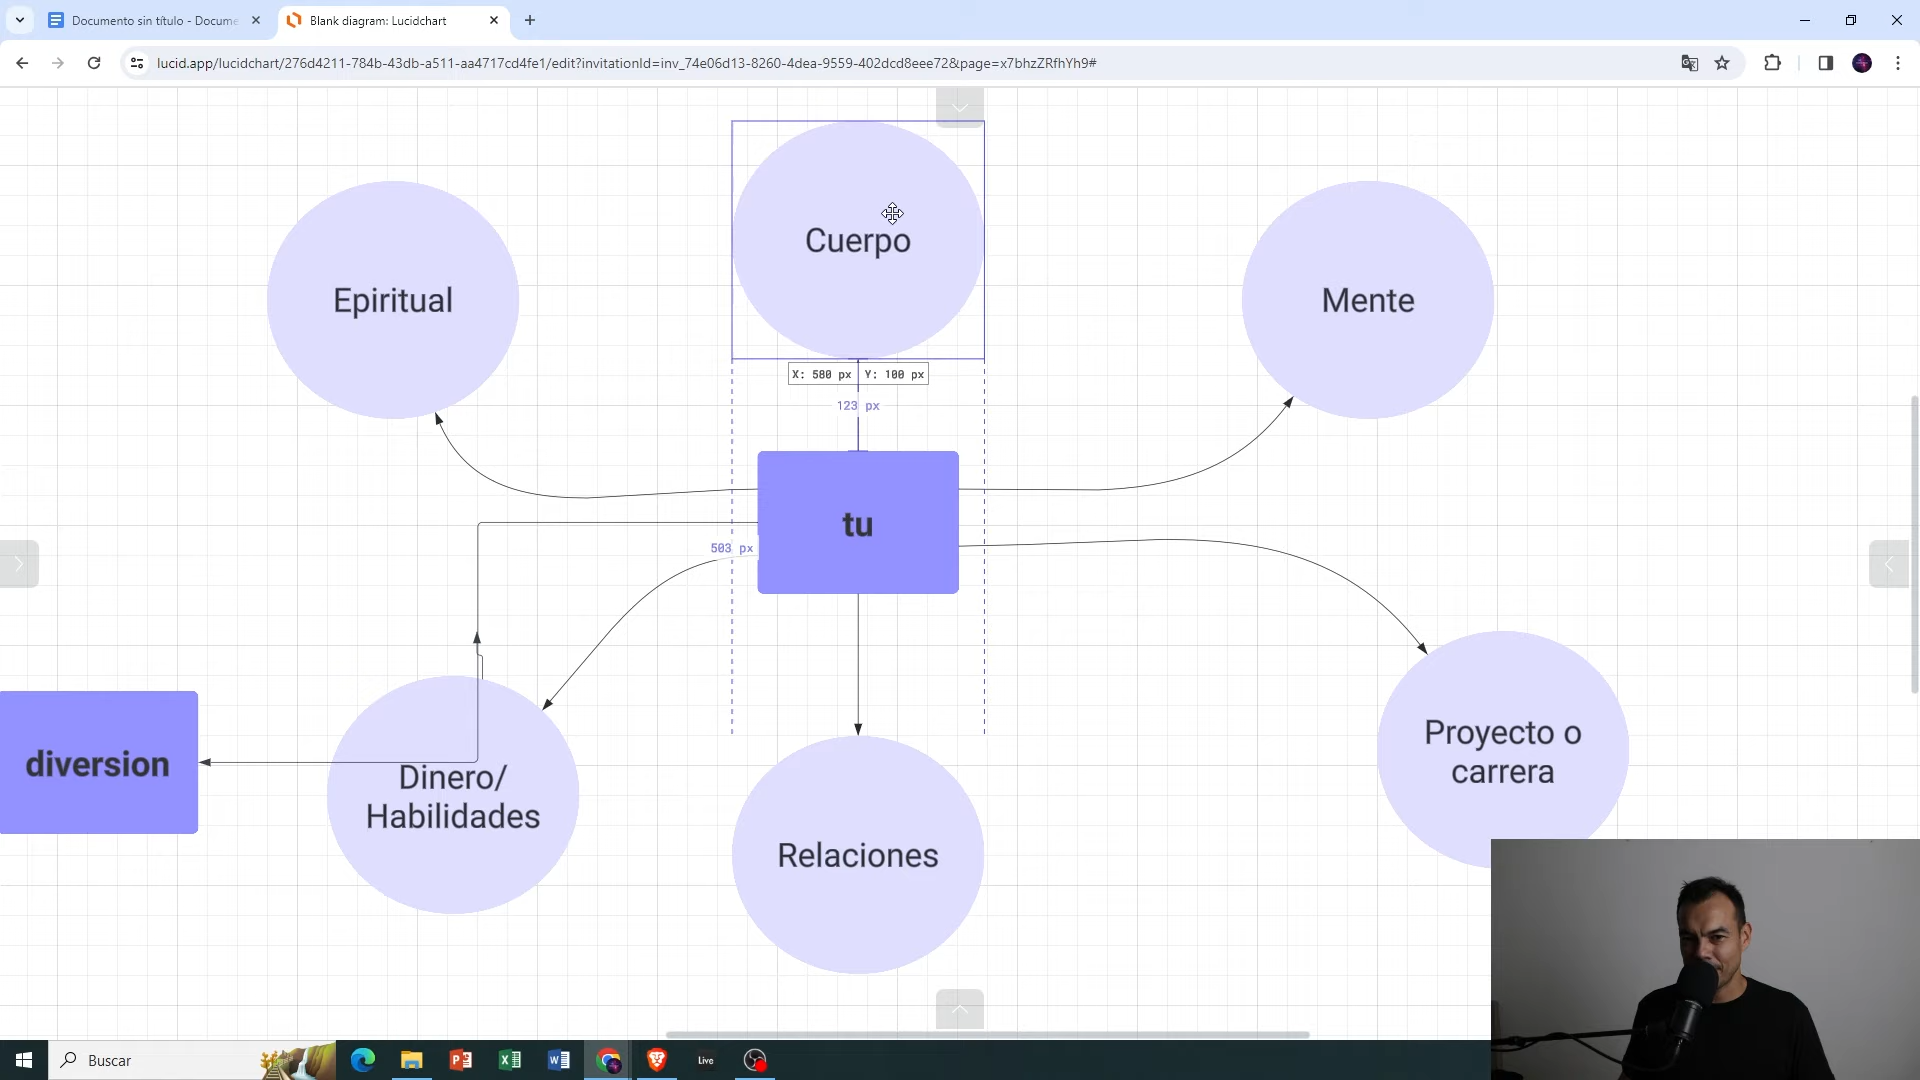 Documento sin título - Docume
Blank diagram: Lucidchart
lucid.app/lucidchart/276d4211-784b-43db-a511-aa4717cd4fe1/edit?invitationId=inv_74e06d13-8260-4dea-9559-402dcd8eee72&page=x7bhzZRfhYh9#
Cuerpo
Epiritual
Mente
X: 580 px Y: 100 px
123 px
tu
503 px
Proyecto o
carrera
diversion
Dinero/
Habilidades
Relaciones
Buscar
Live